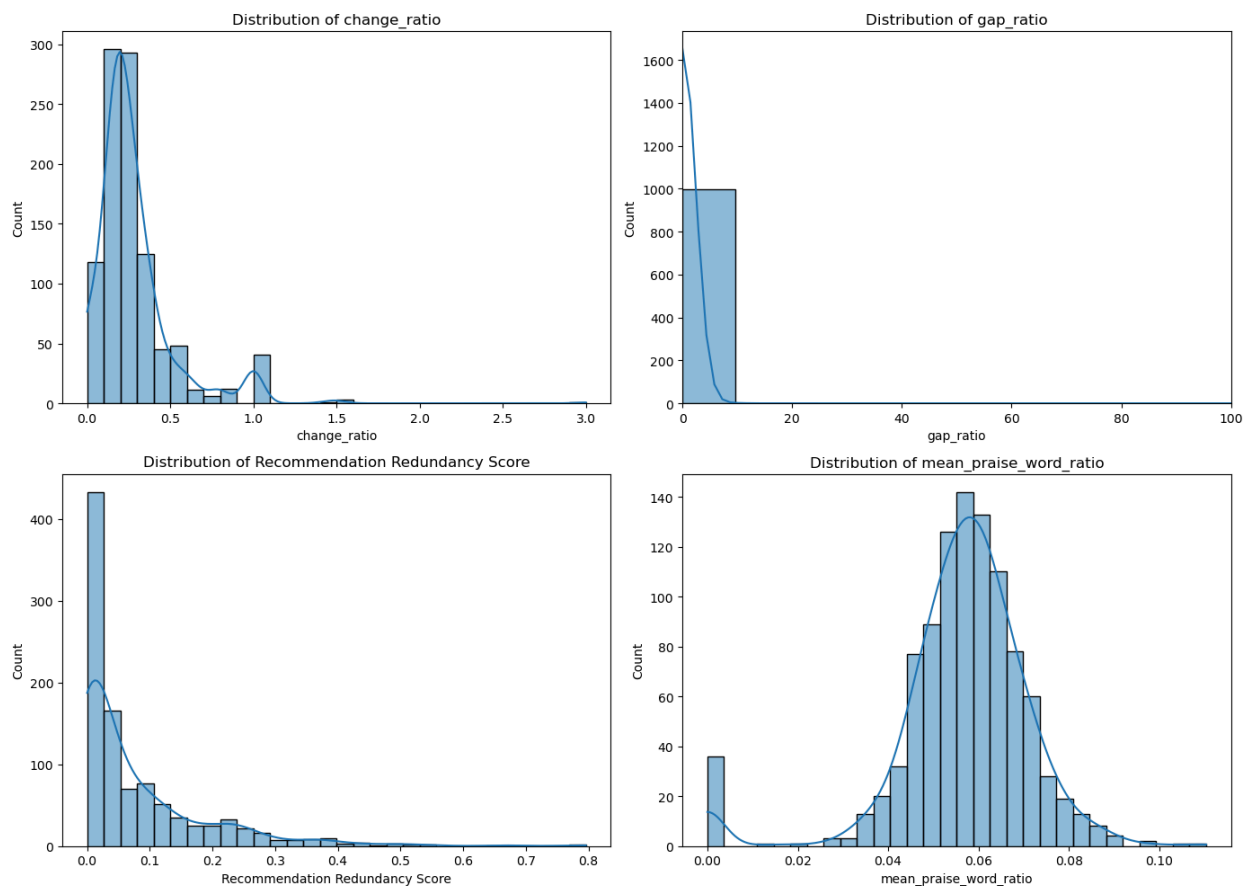 Distribution of change_ratio
Count
300
250
200
150
100
50
0
0.0 0.5 1.0 1.5 2.0 2.5 3.0
change_ratio
Distribution of gap_ratio
Count
1600
1400
1200
1000
800
600
400
200
0
0 20 40 60 80 100
gap_ratio
Distribution of Recommendation Redundancy Score
Count
400
300
200
100
0
0.0 0.1 0.2 0.3 0.4 0.5 0.6 0.7 0.8
Recommendation Redundancy Score
Distribution of mean_praise_word_ratio
Count
140
120
100
80
60
40
20
0
0.00 0.02 0.04 0.06 0.08 0.10
mean_praise_word_ratio